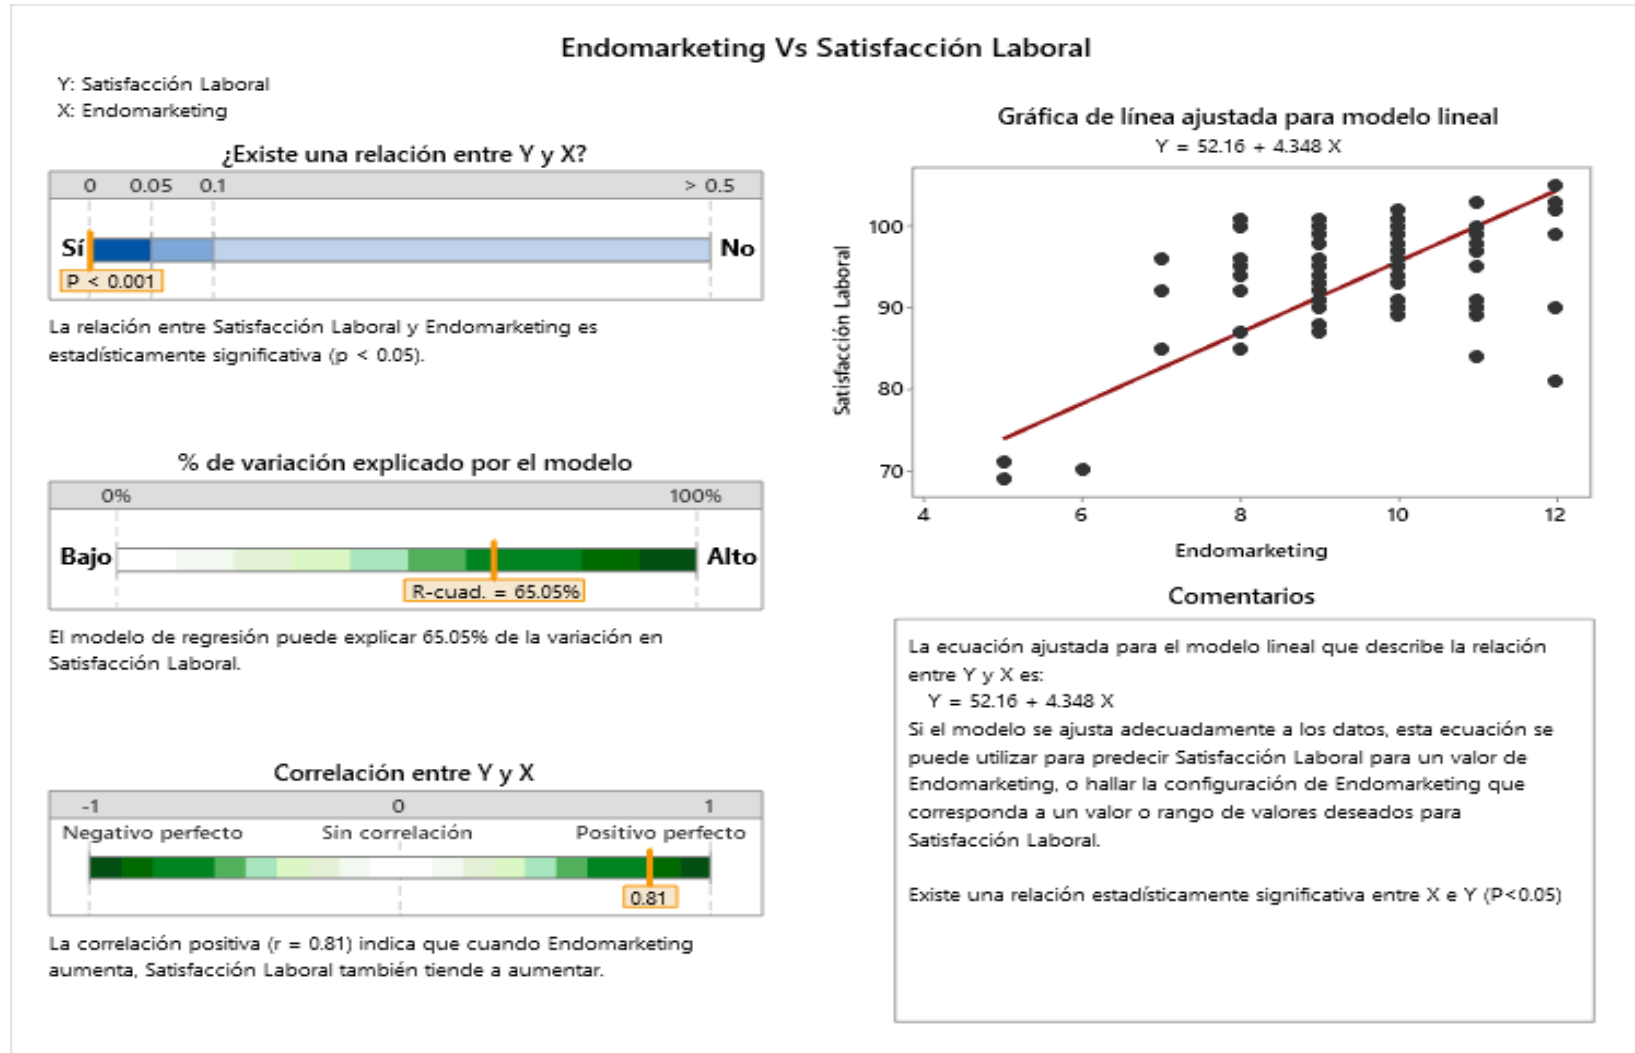 Endomarketing Vs Satisfacción Laboral
Y: Satisfacción Laboral
X: Endomarketing
¿Existe una relación entre Y y X?
0 0.05 0.1 > 0.5
Sí No
P < 0.001
La relación entre Satisfacción Laboral y Endomarketing es
estadísticamente significativa (p < 0.05).
% de variación explicado por el modelo
0% 100%
Bajo Alto
R-cuad. = 65.05%
El modelo de regresión puede explicar 65.05% de la variación en
Satisfacción Laboral.
Correlación entre Y y X
-1 0 1
Negativo perfecto Sin correlación Positivo perfecto
0.81
La correlación positiva (r = 0.81) indica que cuando Endomarketing
aumenta, Satisfacción Laboral también tiende a aumentar.
Gráfica de línea ajustada para modelo lineal
Y = 52.16 + 4.348 X
Satisfacción Laboral
100
90
80
70
4 6 8 10 12
Endomarketing
Comentarios
La ecuación ajustada para el modelo lineal que describe la relación
entre Y y X es:
Y = 52.16 + 4.348 X
Si el modelo se ajusta adecuadamente a los datos, esta ecuación se
puede utilizar para predecir Satisfacción Laboral para un valor de
Endomarketing, o hallar la configuración de Endomarketing que
corresponda a un valor o rango de valores deseados para
Satisfacción Laboral.
Existe una relación estadísticamente significativa entre X e Y (P<0.05)